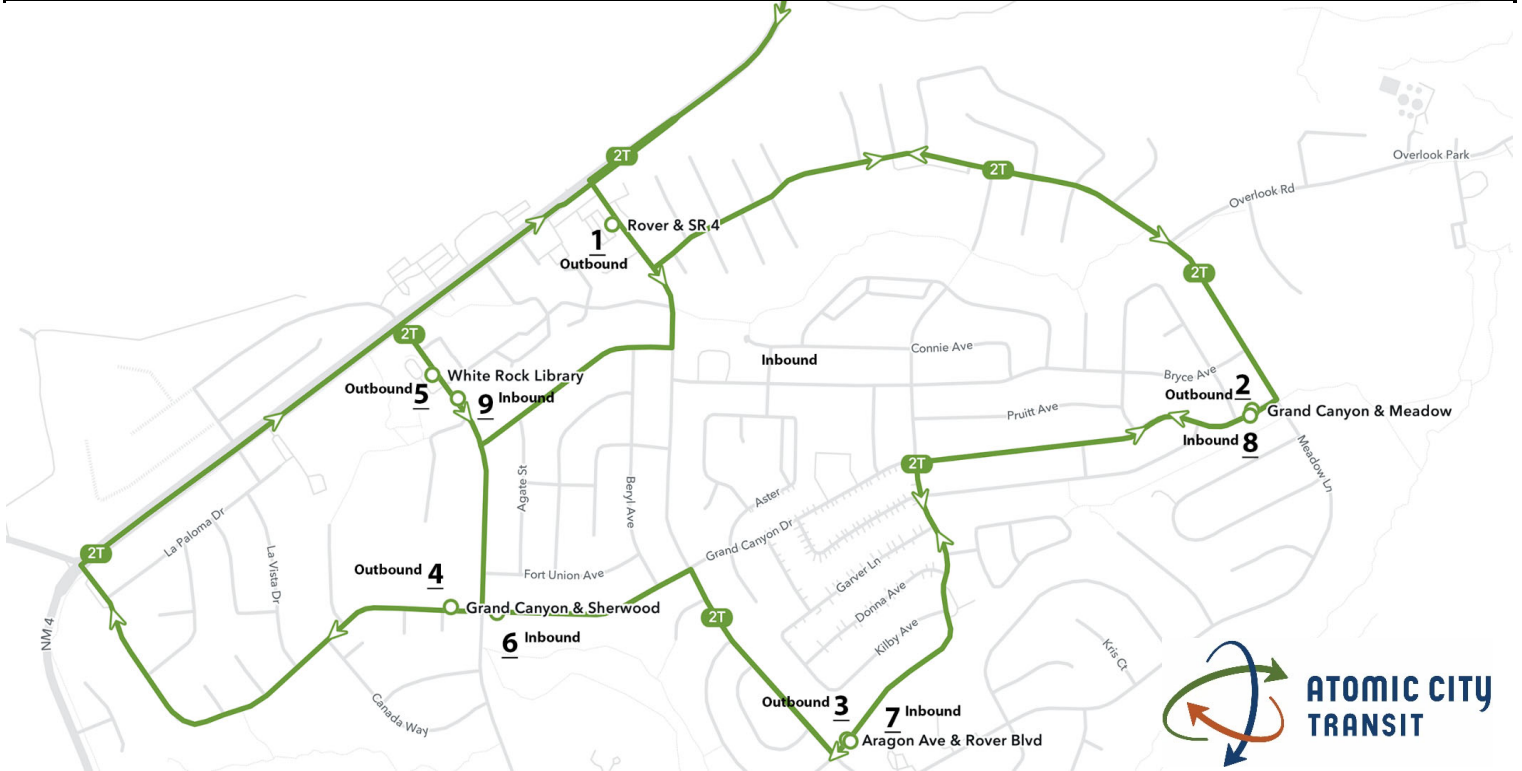 2T
Overlook Park
2T
Overlook Rd
Rover & SR 4
1
Outbound
2T
2T
Connie Ave
Inbound
White Rock Library
Outbound 5
9 Inbound
Bryce Ave
Outbound 2
Grand Canyon & Meadow
Pruitt Ave
Inbound 8
Meadow Ln
2T
Agate St
Beryl Ave
Aster
Grand Canyon Dr
La Paloma Dr
2T
La Vista Dr
Outbound 4
Fort Union Ave
Garver Ln
Donna Ave
Grand Canyon & Sherwood
6 Inbound
2T
Kilby Ave
NM 4
Kris Ct
Canada Way
Outbound 3
7 Inbound
Aragon Ave & Rover Blvd
ATOMIC CITY
TRANSIT